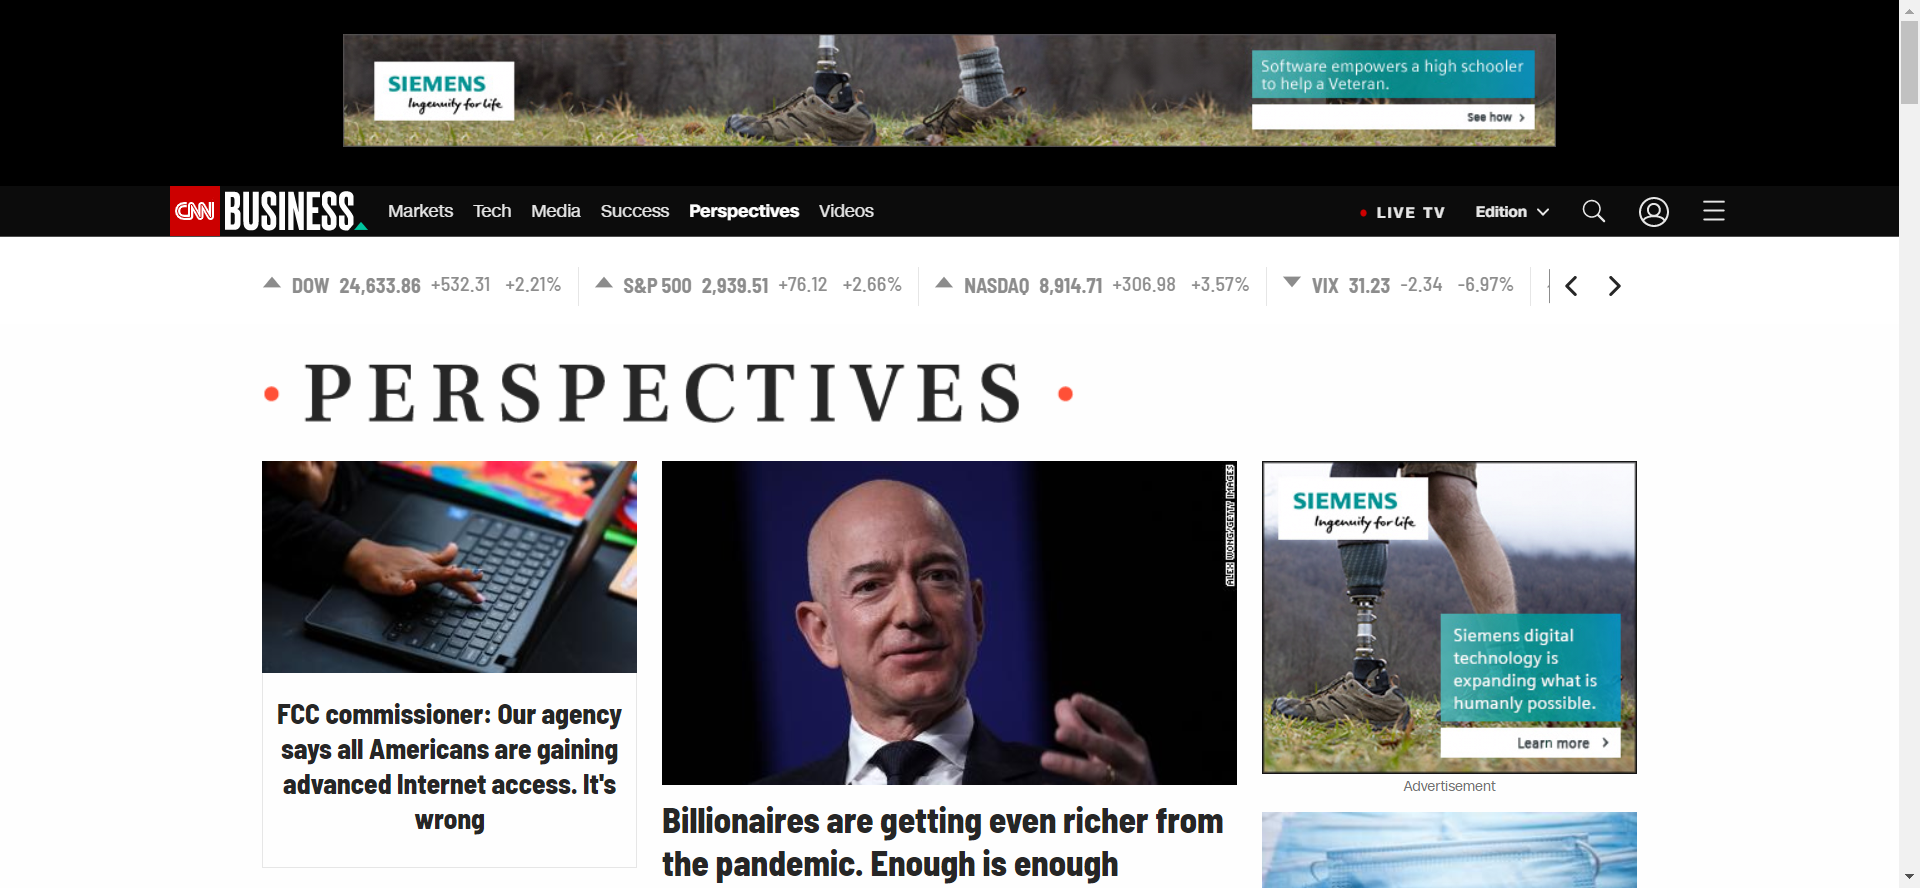 SIEMENS
Ingenuity for life
Software empowers a high schooler
to help a Veteran.
See how
CNN BUSINESS
Markets Tech Media Success Perspectives Videos
LIVE TV Edition
DOW 24,633.86 +532.31 +2.21%
S&P 500 2,939.51 +76.12 +2.66%
NASDAQ 8,914.71 +306.98 +3.57%
VIX 31.23 -2.34 -6.97%
PERSPECTIVES
FCC commissioner: Our agency
says all Americans are gaining
advanced Internet access. It's
wrong
ALEX WONG/GETTY IMAGES
Billionaires are getting even richer from
the pandemic. Enough is enough
SIEMENS
Ingenuity for life
Siemens digital
technology is
expanding what is
humanly possible.
Learn more
Advertisement